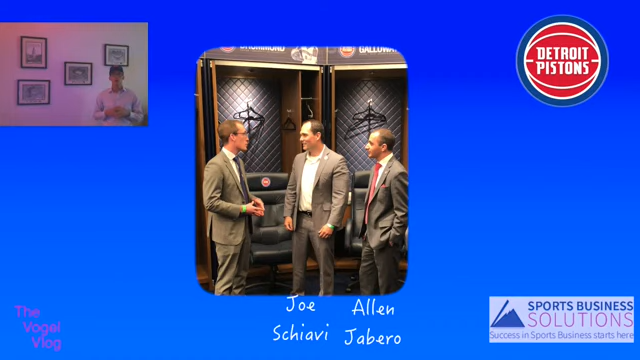 DRUMMOND
GALLOWAY
DETROIT
PISTONS
Joe
Schiavi
Allen
Jabero
The
Vogel
Vlog
SPORTS BUSINESS
SOLUTIONS
Success in Sports Business starts here